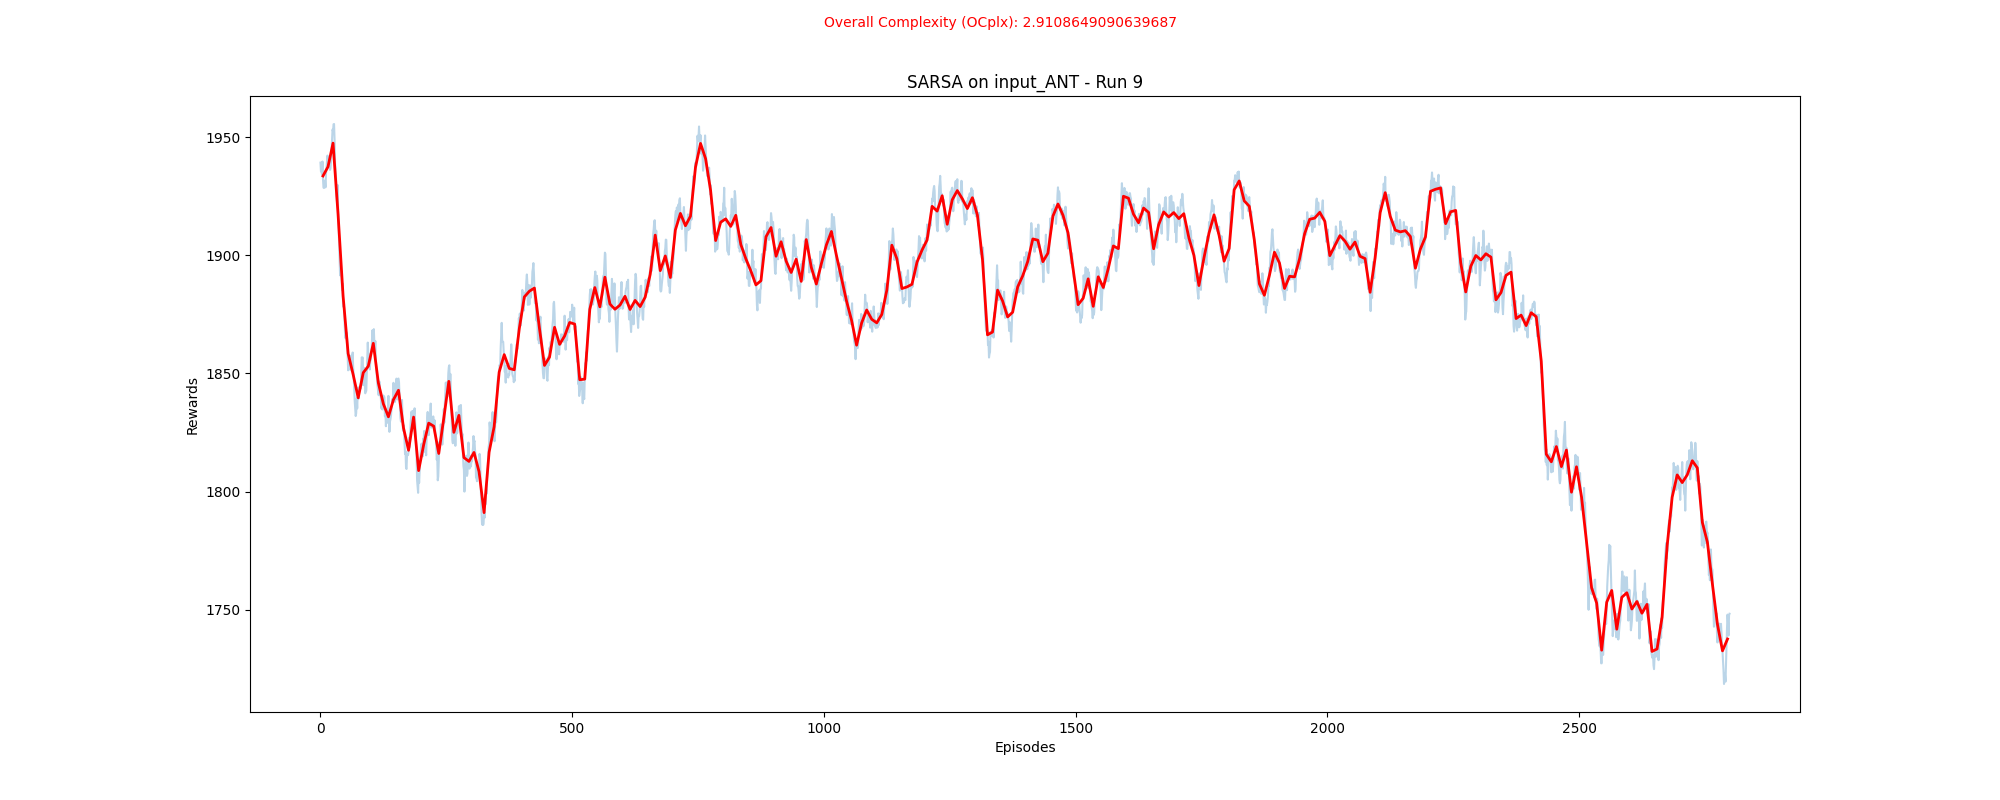 Overall Complexity (OCplx): 2.9108649090639687
SARSA on input_ANT - Run 9
1950
1900
1850
1800
1750
Rewards
0 500 1000 1500 2000 2500
Episodes